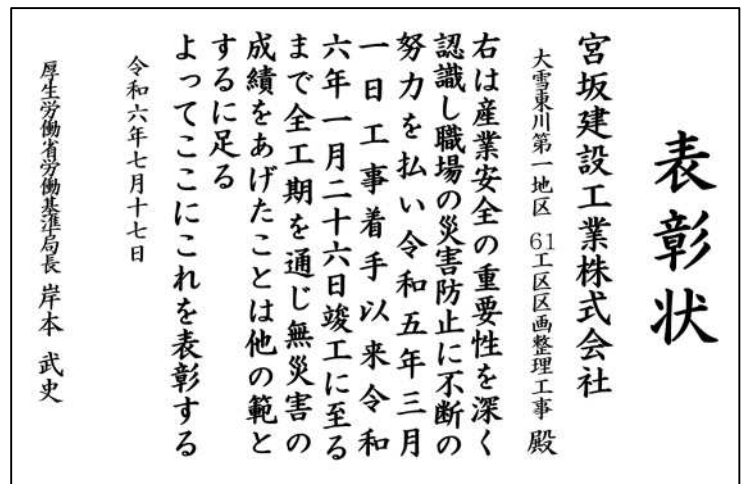 表彰状
宮坂建設工業株式会社
大雪東川第一地区 61工区区画整理工事 殿
右は産業安全の重要性を深く
認識し職場の災害防止に不断の
努力を払い令和五年三月
一日工事着手以来令和
六年一月二十六日竣工に至る
まで全工期を通じ無災害の
成績をあげたことは他の範と
するに足る
よってここにこれを表彰する
令和六年七月十七日
厚生労働省労働基準局長 岸本 武史